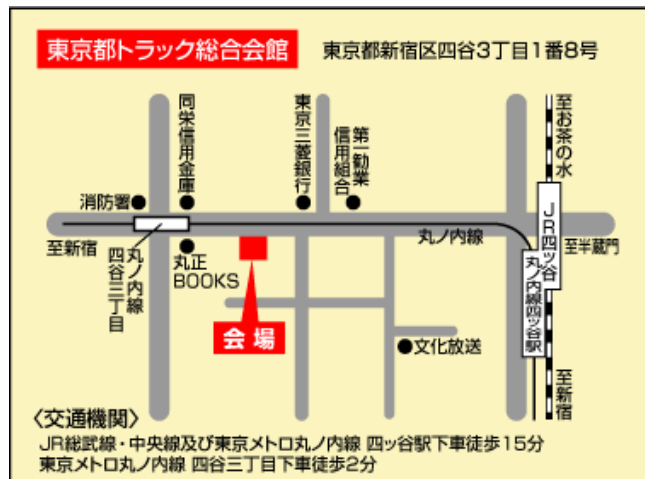 東京都トラック総合会館
東京都新宿区四谷3丁目1番8号
同栄信用金庫
東京三菱銀行
第一勧業
信用組合
至お茶の水
消防署
至新宿
丸ノ内線
四谷三丁目
丸正
BOOKS
会場
丸ノ内線
JR四ッ谷
至半蔵門
丸ノ内線四ッ谷駅
文化放送
至新宿
〈交通機関〉
JR総武線・中央線及び東京メトロ丸ノ内線 四ッ谷駅下車徒歩15分
東京メトロ丸ノ内線 四谷三丁目下車徒歩2分